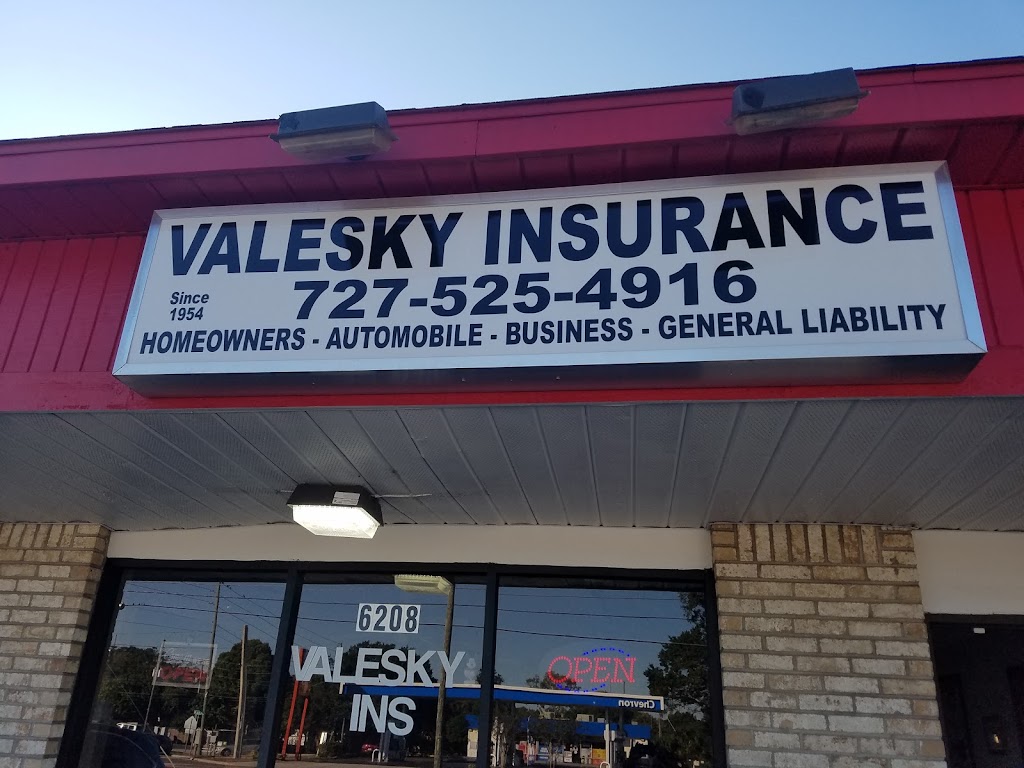 VALESKY INSURANCE
727-525-4916
Since
1954
HOMEOWNERS - AUTOMOBILE - BUSINESS - GENERAL LIABILITY
6208
VALESKY
INS
OPEN
Chevron